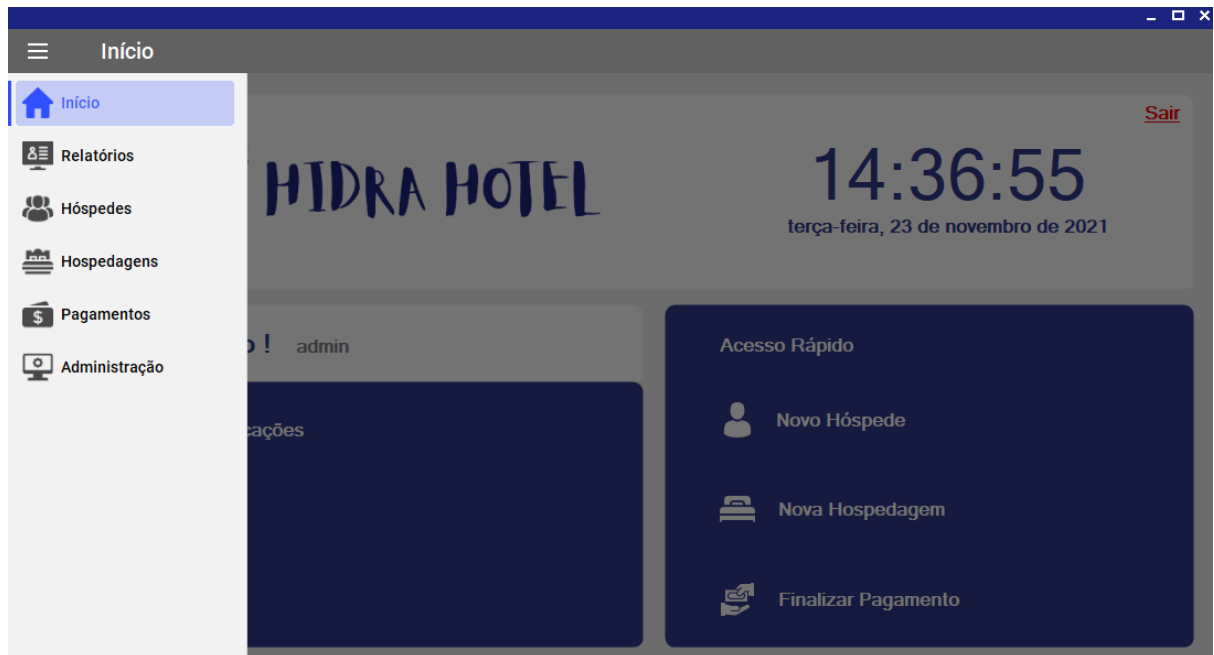 Início
Início
Relatórios
Hóspedes
Hospedagens
Pagamentos
Administração
Sair
HIDRA HOTEL
14:36:55
terça-feira, 23 de novembro de 2021
! admin
Acesso Rápido
Novo Hóspede
Nova Hospedagem
Finalizar Pagamento